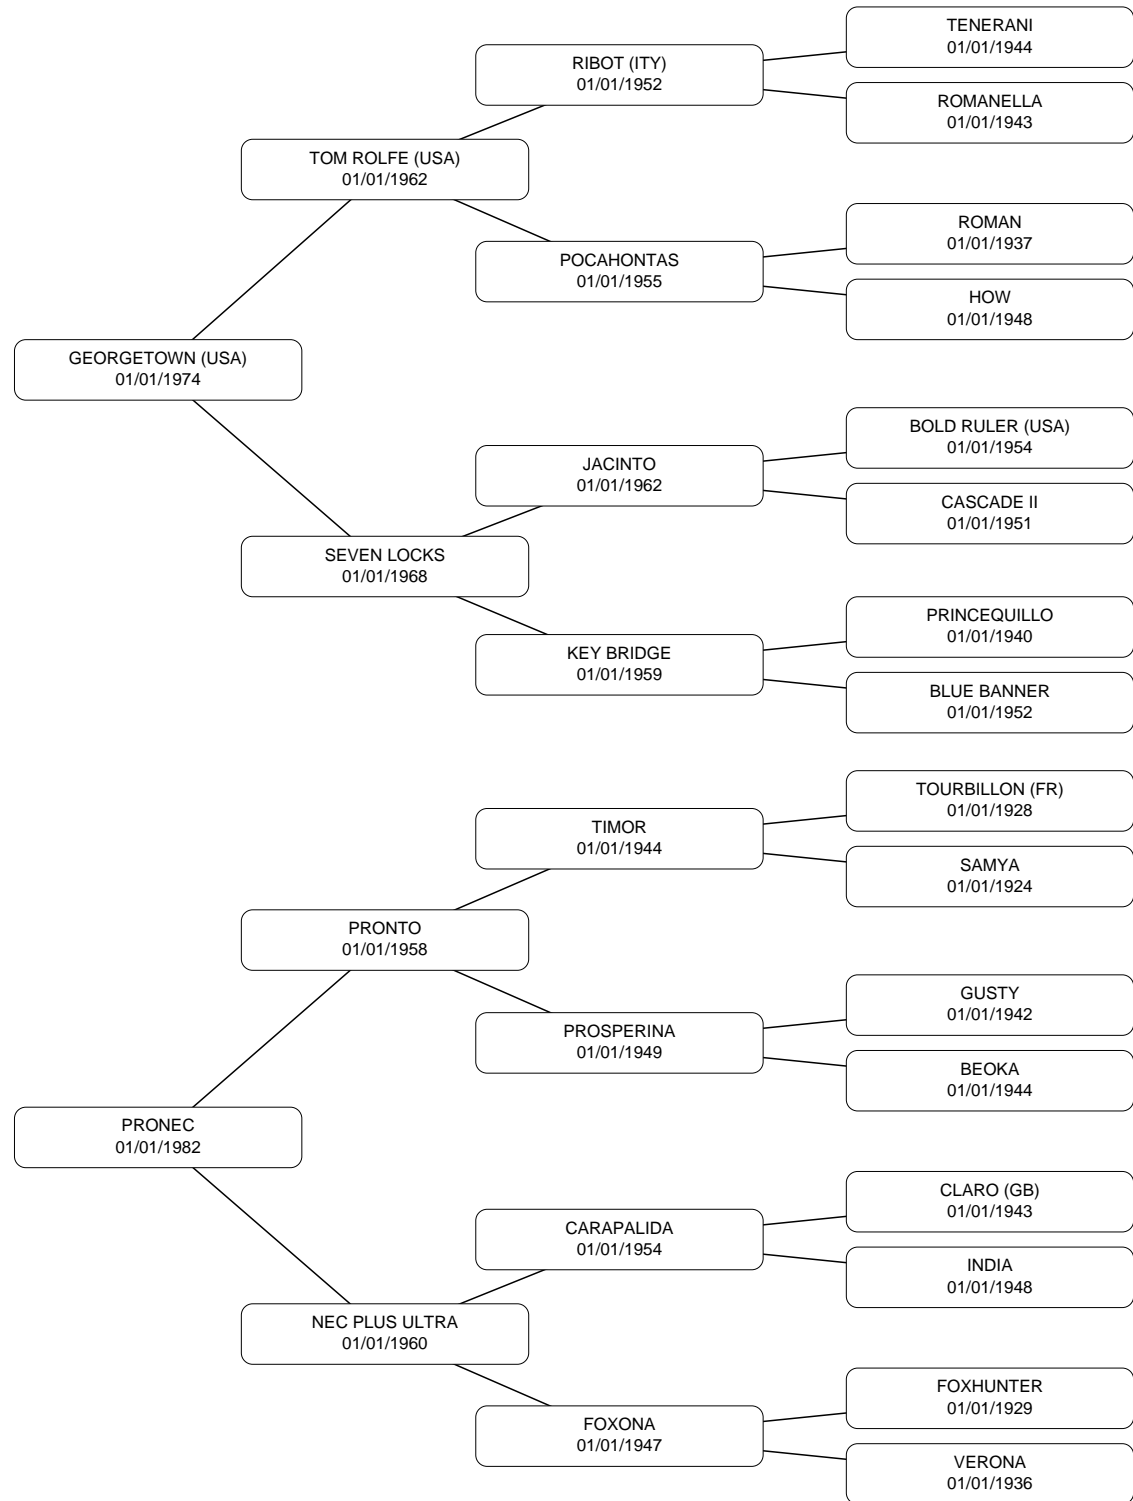 TENERANI
01/01/1944
RIBOT (ITY)
01/01/1952
ROMANELLA
01/01/1943
TOM ROLFE (USA)
01/01/1962
ROMAN
01/01/1937
POCAHONTAS
01/01/1955
HOW
01/01/1948
GEORGETOWN (USA)
01/01/1974
BOLD RULER (USA)
01/01/1954
JACINTO
01/01/1962
CASCADE II
01/01/1951
SEVEN LOCKS
01/01/1968
PRINCEQUILLO
01/01/1940
KEY BRIDGE
01/01/1959
BLUE BANNER
01/01/1952
TOURBILLON (FR)
01/01/1928
TIMOR
01/01/1944
SAMYA
01/01/1924
PRONTO
01/01/1958
GUSTY
01/01/1942
PROSPERINA
01/01/1949
BEOKA
01/01/1944
PRONEC
01/01/1982
CLARO (GB)
01/01/1943
CARAPALIDA
01/01/1954
INDIA
01/01/1948
NEC PLUS ULTRA
01/01/1960
FOXHUNTER
01/01/1929
FOXONA
01/01/1947
VERONA
01/01/1936